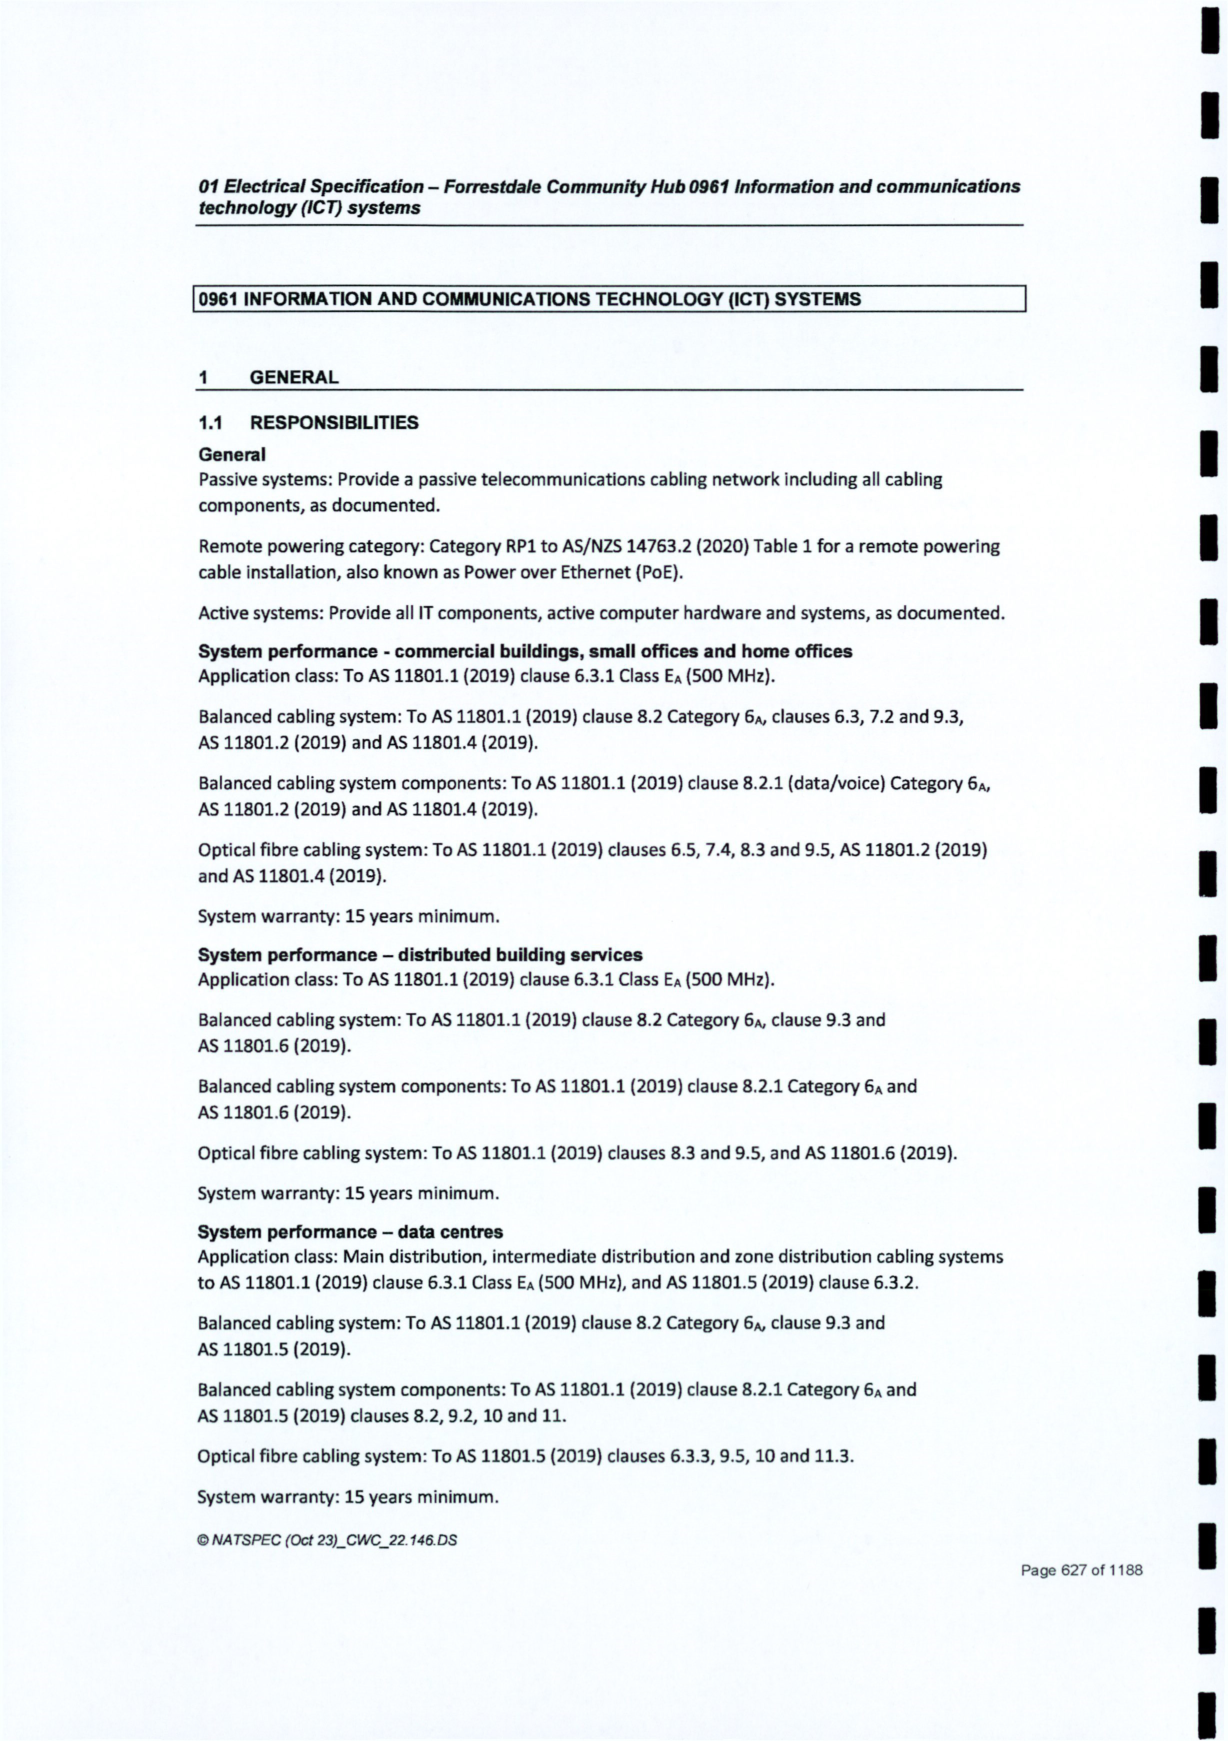 01 Electrical Specification – Forrestdale Community Hub 0961 Information and communications
technology (ICT) systems
0961 INFORMATION AND COMMUNICATIONS TECHNOLOGY (ICT) SYSTEMS
1 GENERAL
1.1 RESPONSIBILITIES
General
Passive systems: Provide a passive telecommunications cabling network including all cabling
components, as documented.
Remote powering category: Category RP1 to AS/NZS 14763.2 (2020) Table 1 for a remote powering
cable installation, also known as Power over Ethernet (PoE).
Active systems: Provide all IT components, active computer hardware and systems, as documented.
System performance - commercial buildings, small offices and home offices
Application class: To AS 11801.1 (2019) clause 6.3.1 Class EA (500 MHz).
Balanced cabling system: To AS 11801.1 (2019) clause 8.2 Category 6A, clauses 6.3, 7.2 and 9.3,
AS 11801.2 (2019) and AS 11801.4 (2019).
Balanced cabling system components: To AS 11801.1 (2019) clause 8.2.1 (data/voice) Category 6A,
AS 11801.2 (2019) and AS 11801.4 (2019).
Optical fibre cabling system: To AS 11801.1 (2019) clauses 6.5, 7.4, 8.3 and 9.5, AS 11801.2 (2019)
and AS 11801.4 (2019).
System warranty: 15 years minimum.
System performance – distributed building services
Application class: To AS 11801.1 (2019) clause 6.3.1 Class EA (500 MHz).
Balanced cabling system: To AS 11801.1 (2019) clause 8.2 Category 6A, clause 9.3 and
AS 11801.6 (2019).
Balanced cabling system components: To AS 11801.1 (2019) clause 8.2.1 Category 6A and
AS 11801.6 (2019).
Optical fibre cabling system: To AS 11801.1 (2019) clauses 8.3 and 9.5, and AS 11801.6 (2019).
System warranty: 15 years minimum.
System performance – data centres
Application class: Main distribution, intermediate distribution and zone distribution cabling systems
to AS 11801.1 (2019) clause 6.3.1 Class EA (500 MHz), and AS 11801.5 (2019) clause 6.3.2.
Balanced cabling system: To AS 11801.1 (2019) clause 8.2 Category 6A, clause 9.3 and
AS 11801.5 (2019).
Balanced cabling system components: To AS 11801.1 (2019) clause 8.2.1 Category 6A and
AS 11801.5 (2019) clauses 8.2, 9.2, 10 and 11.
Optical fibre cabling system: To AS 11801.5 (2019) clauses 6.3.3, 9.5, 10 and 11.3.
System warranty: 15 years minimum.
© NATSPEC (Oct 23)_CWC_22.146.DS
Page 627 of 1188